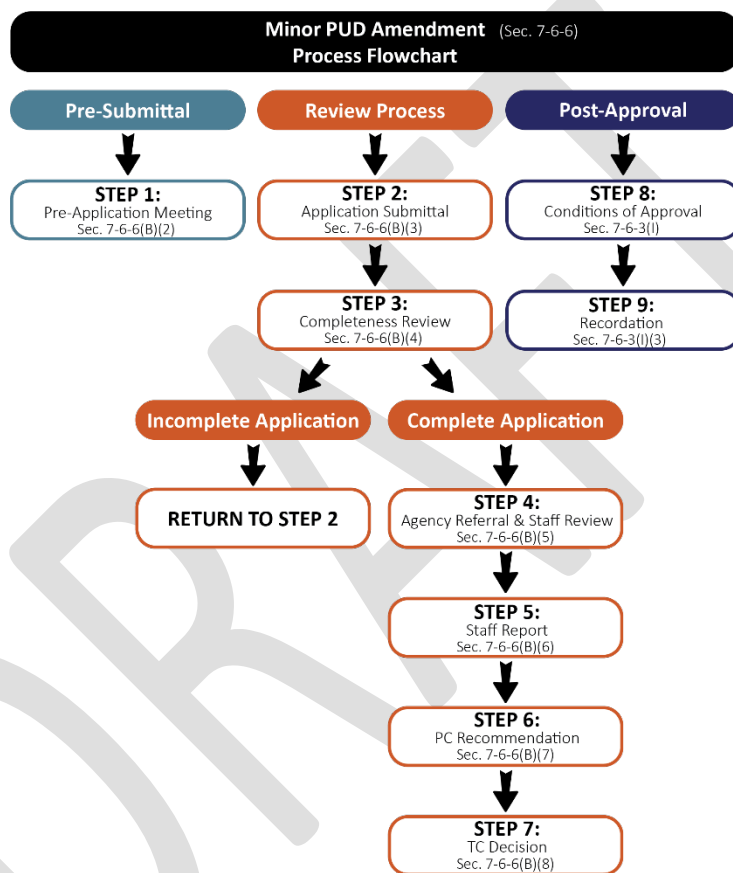 Minor PUD Amendment (Sec. 7-6-6)
Process Flowchart
Pre-Submittal
STEP 1:
Pre-Application Meeting
Sec. 7-6-6(B)(2)
Review Process
STEP 2:
Application Submittal
Sec. 7-6-6(B)(3)
STEP 3:
Completeness Review
Sec. 7-6-6(B)(4)
Incomplete Application
RETURN TO STEP 2
Complete Application
STEP 4:
Agency Referral & Staff Review
Sec. 7-6-6(B)(5)
STEP 5:
Staff Report
Sec. 7-6-6(B)(6)
STEP 6:
PC Recommendation
Sec. 7-6-6(B)(7)
STEP 7:
TC Decision
Sec. 7-6-6(B)(8)
Post-Approval
STEP 8:
Conditions of Approval
Sec. 7-6-3(I)
STEP 9:
Recordation
Sec. 7-6-3(I)(3)
DRAFT